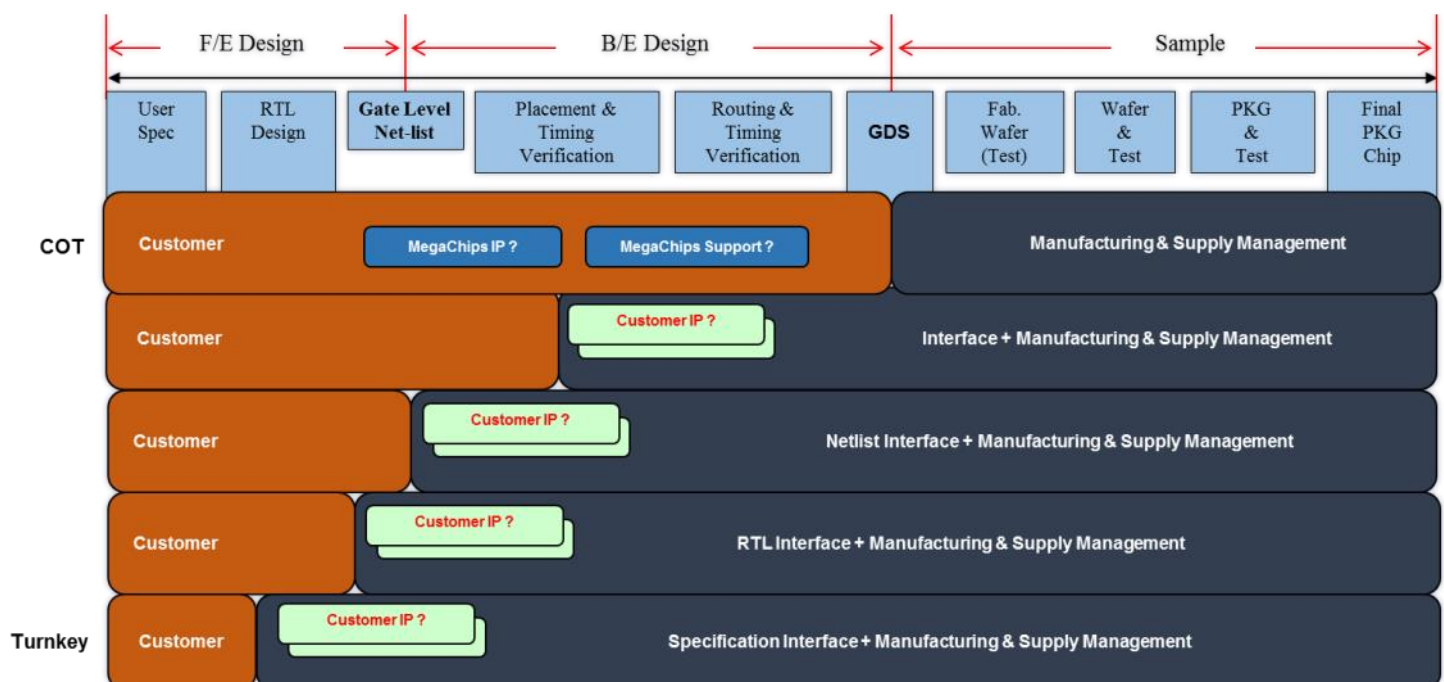 F/E Design
B/E Design
Sample
User
Spec
RTL
Design
Gate Level
Net-list
Placement &
Timing
Verification
Routing &
Timing
Verification
GDS
Fab.
Wafer
(Test)
Wafer
&
Test
PKG
&
Test
Final
PKG
Chip
COT
Customer
MegaChips IP ?
MegaChips Support ?
Manufacturing & Supply Management
Customer
Customer IP ?
Interface + Manufacturing & Supply Management
Customer
Customer IP ?
Netlist Interface + Manufacturing & Supply Management
Customer
Customer IP ?
RTL Interface + Manufacturing & Supply Management
Turnkey
Customer
Customer IP ?
Specification Interface + Manufacturing & Supply Management